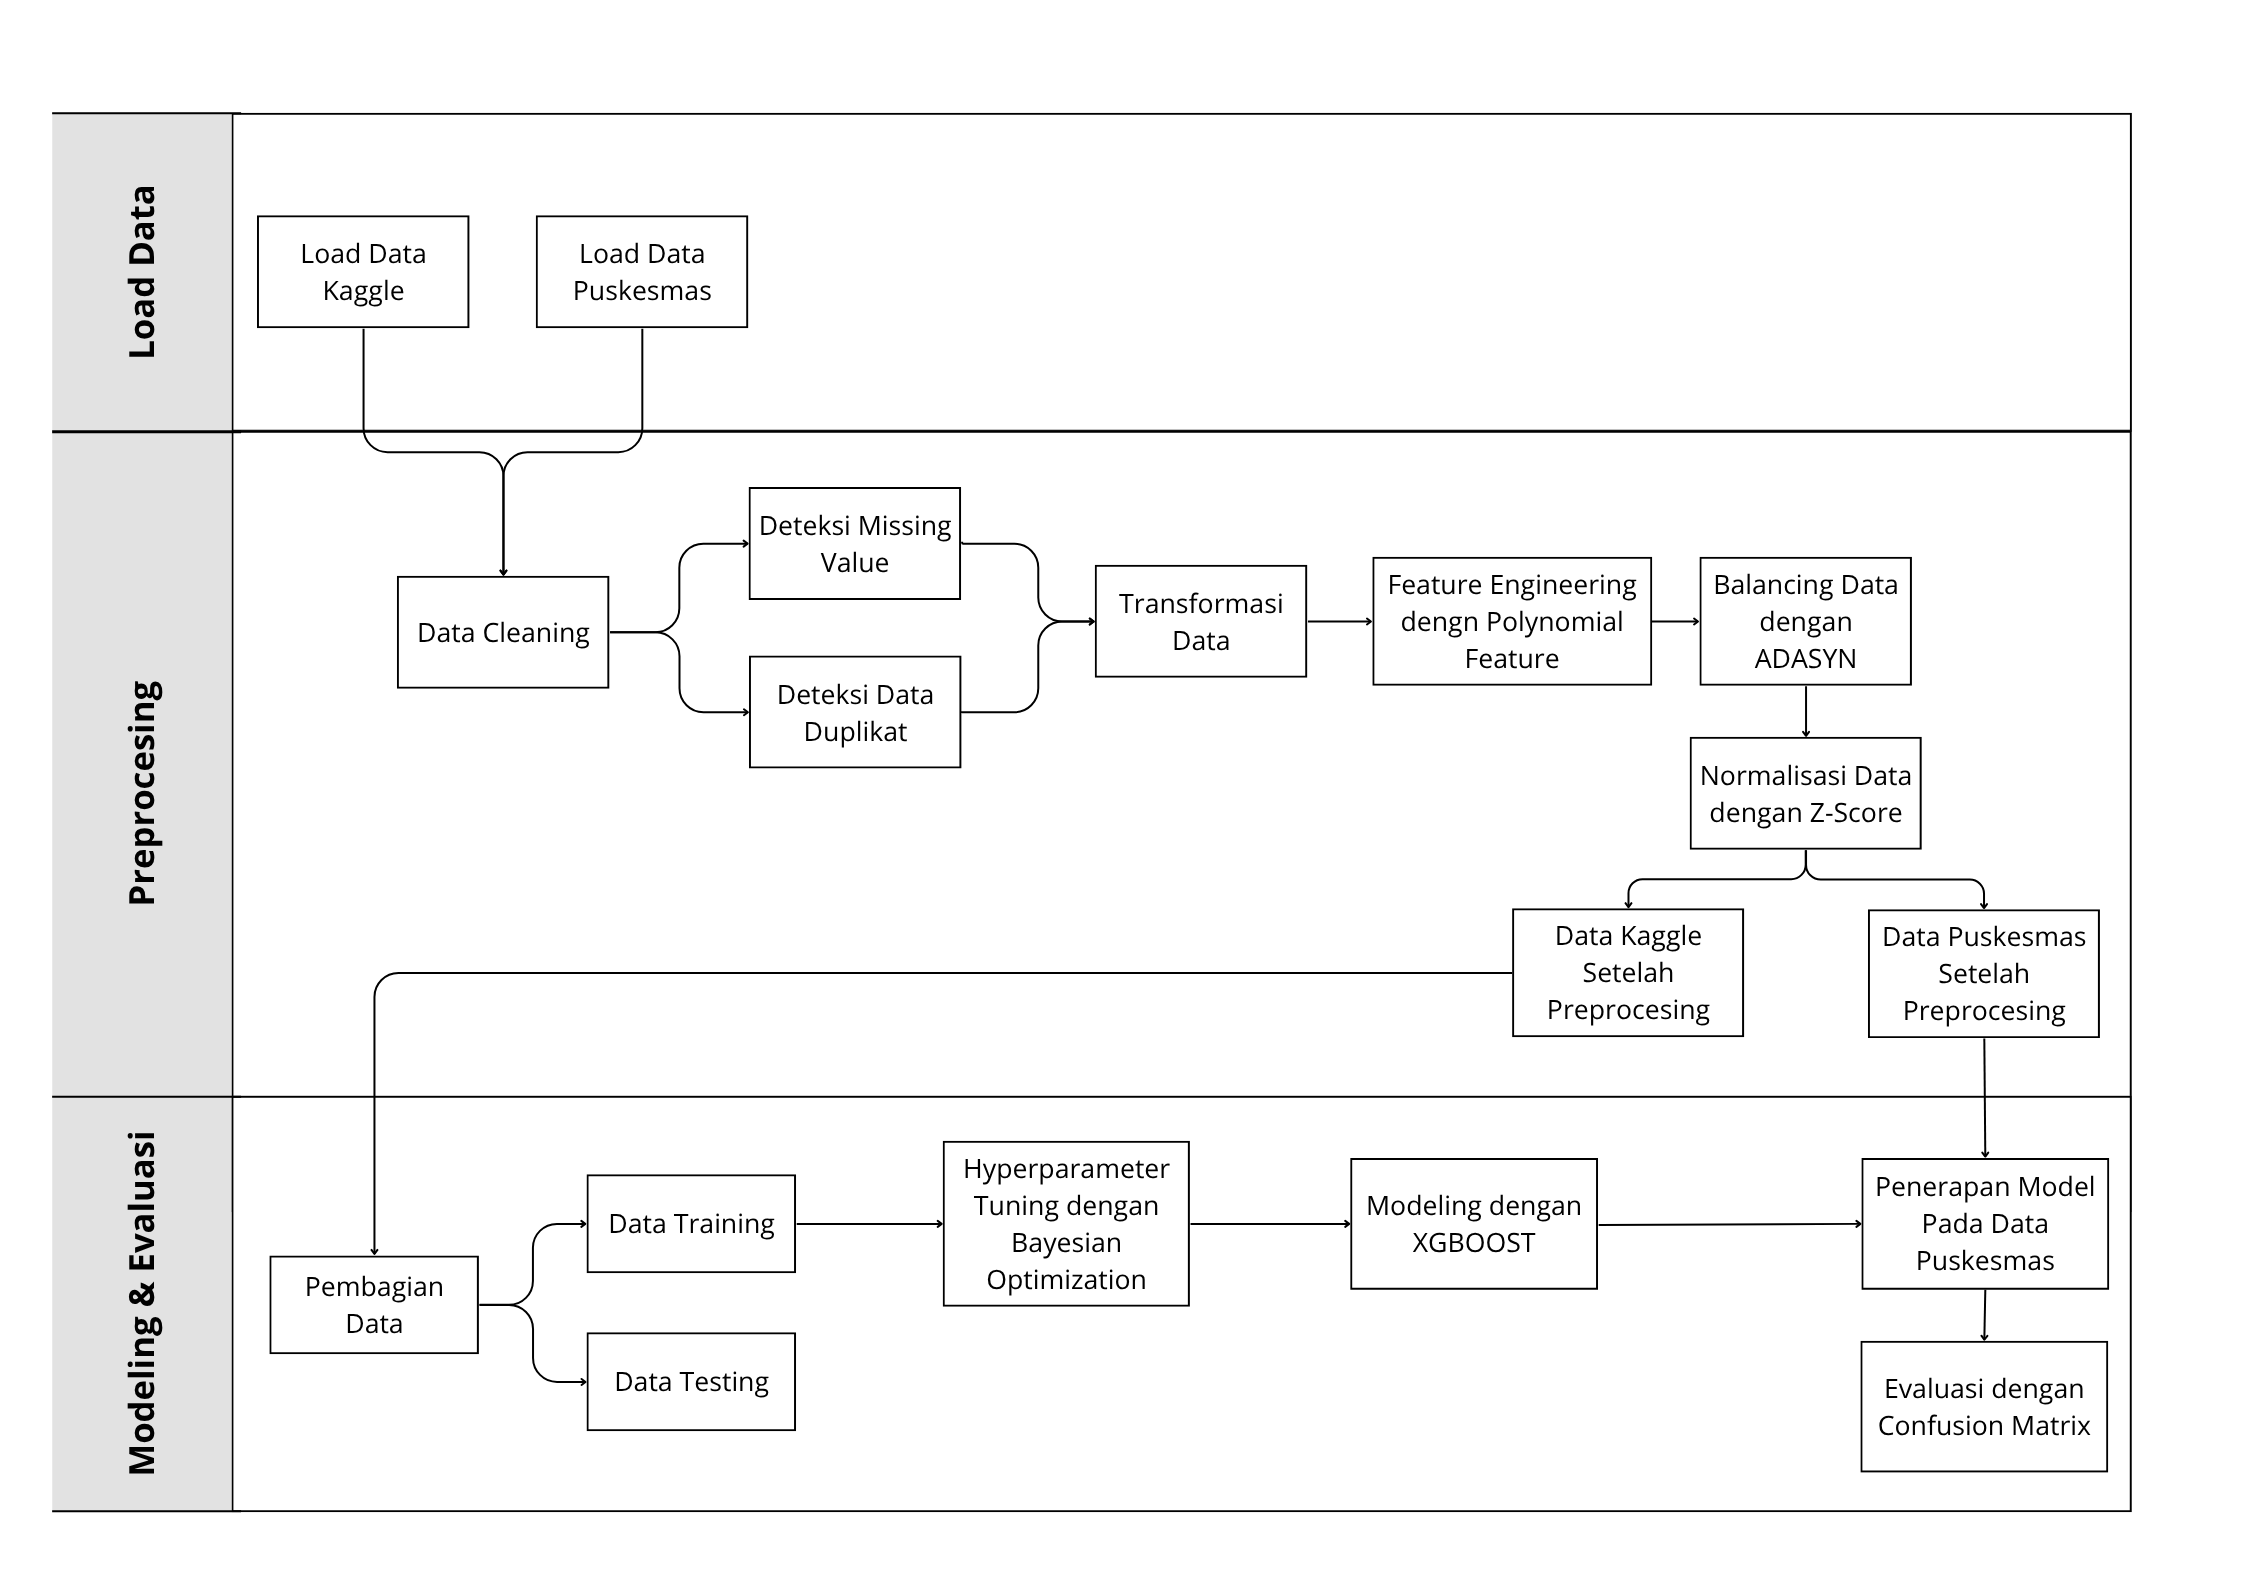 Load Data
Load Data
Kaggle
Load Data
Puskesmas
Preprocesing
Data Cleaning
Deteksi Missing
Value
Deteksi Data
Duplikat
Transformasi
Data
Feature Engineering
dengn Polynomial
Feature
Balancing Data
dengan
ADASYN
Normalisasi Data
dengan Z-Score
Data Kaggle
Setelah
Preprocesing
Data Puskesmas
Setelah
Preprocesing
Modeling & Evaluasi
Pembagian
Data
Data Training
Data Testing
Hyperparameter
Tuning dengan
Bayesian
Optimization
Modeling dengan
XGBOOST
Penerapan Model
Pada Data
Puskesmas
Evaluasi dengan
Confusion Matrix